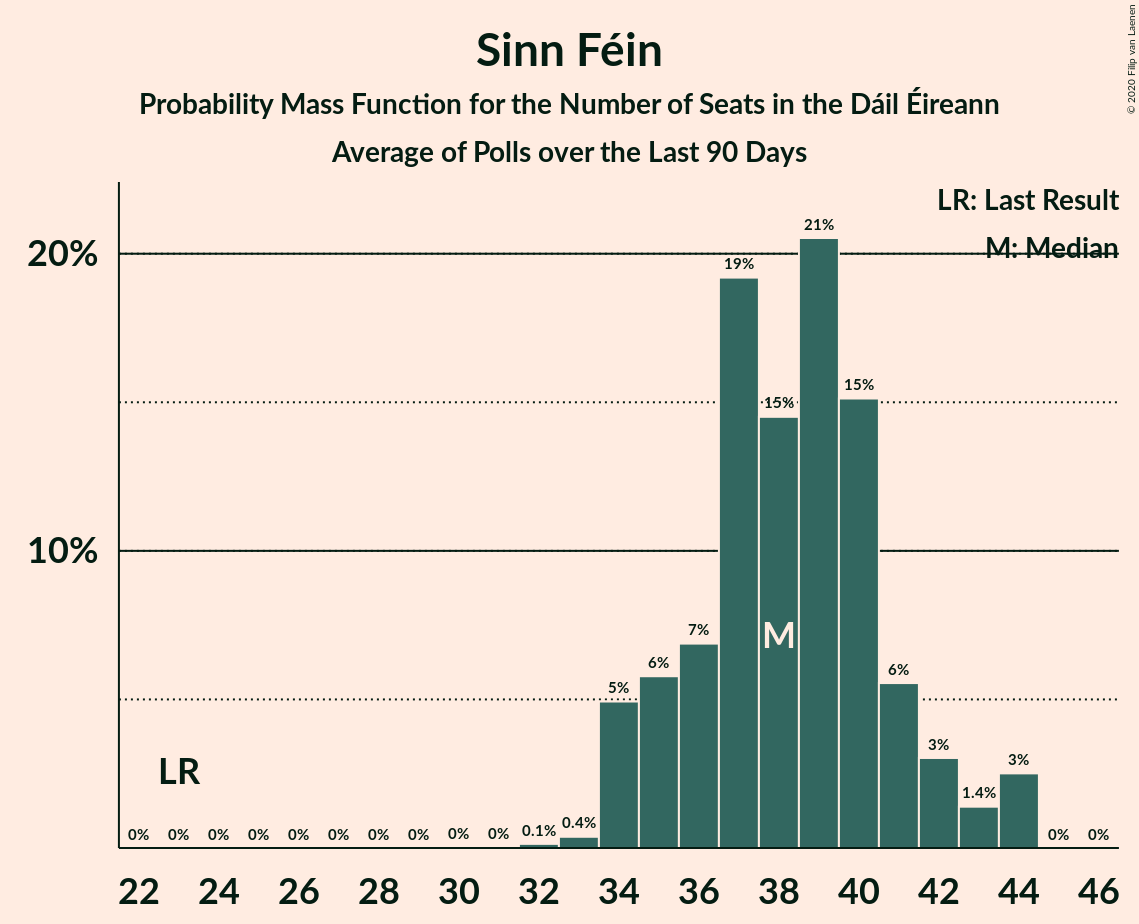 Sinn Féin
Probability Mass Function for the Number of Seats in the Dáil Éireann
Average of Polls over the Last 90 Days
© 2020 Filip van Laenen
LR: Last Result
M: Median
20%
10%
21%
19%
15%
15%
7%
6%
5%
6%
3%
3%
1.4%
0.4%
0.1%
M
LR
0% 0% 0% 0% 0% 0% 0% 0% 0% 0% 0% 0%
22 24 26 28 30 32 34 36 38 40 42 44 46